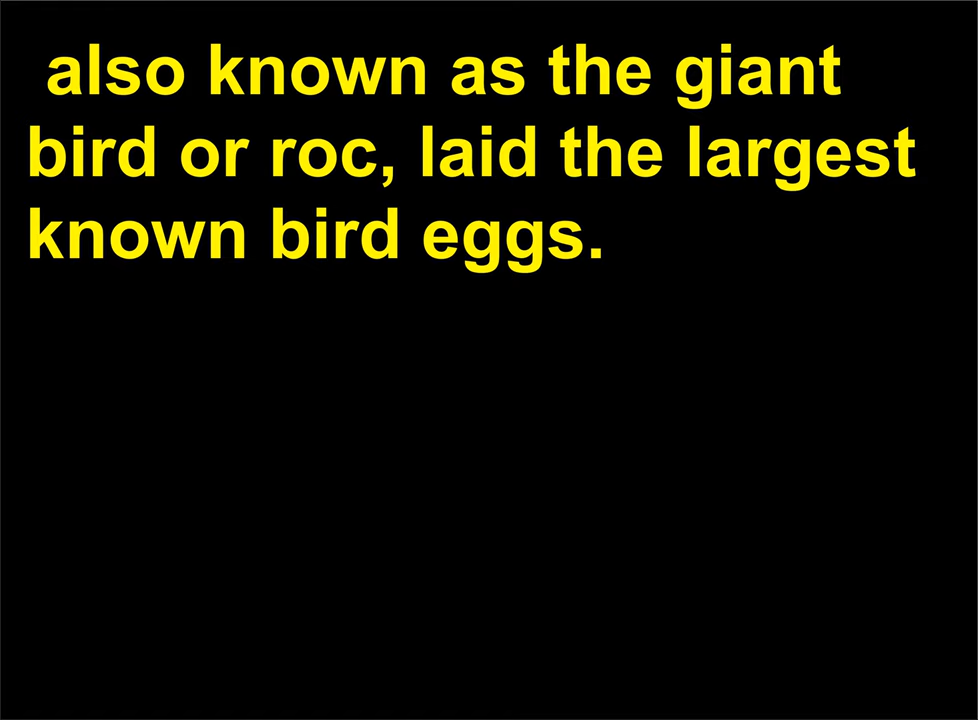 also known as the giant
bird or roc, laid the largest
known bird eggs.